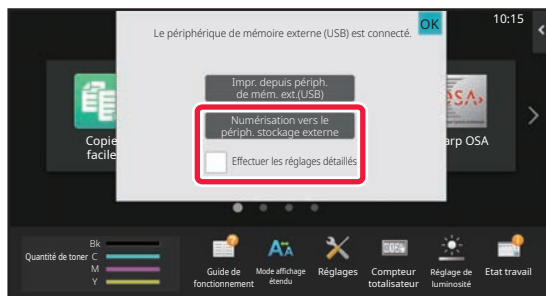 10:15
OK
Le périphérique de mémoire externe (USB) est connecté.
Impr. depuis périph.
de mém. ext.(USB)
Numérisation vers le
périph. stockage externe
Effectuer les réglages détaillés
Copie
facile
arp OSA
Bk
Quantité de toner C
M
Y
Guide de
fonctionnement
Mode affichage
étendu
Réglages
Compteur
totalisateur
Réglage de
luminosité
Etat travail